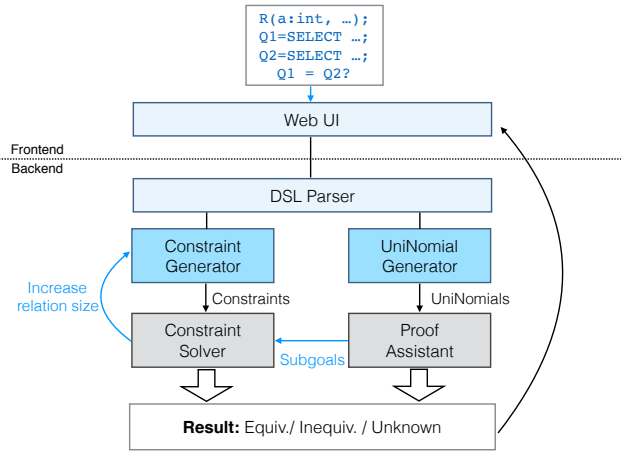 R(a:int, …);
Q1=SELECT …;
Q2=SELECT …;
Q1 = Q2?
Web UI
Frontend
Backend
DSL Parser
Constraint
Generator
UniNomial
Generator
Increase
relation size
Constraints
UniNomials
Constraint
Solver
Subgoals
Proof
Assistant
Result: Equiv./ Inequiv. / Unknown